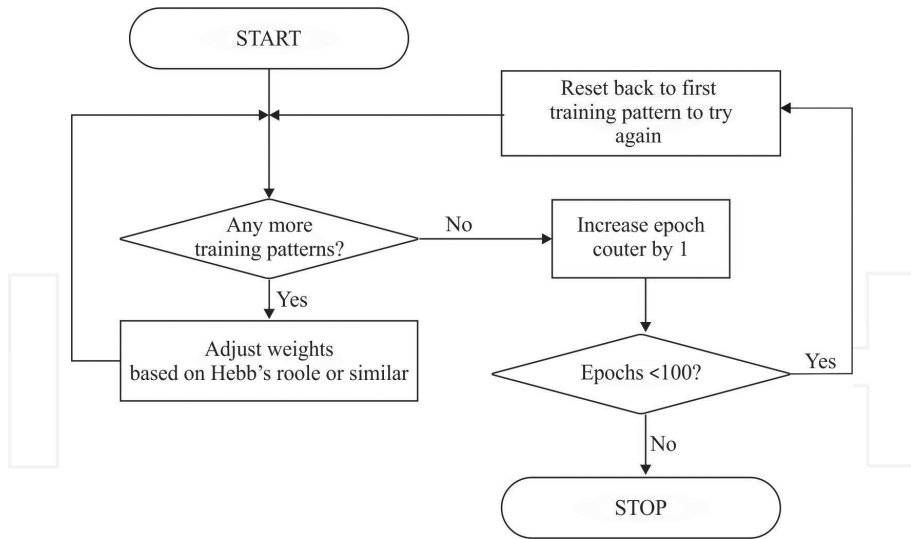 START
Reset back to first
training pattern to try
again
Any more
training patterns?
No
Increase epoch
couter by 1
Yes
Adjust weights
based on Hebb's roole or similar
Epochs <100?
Yes
No
STOP